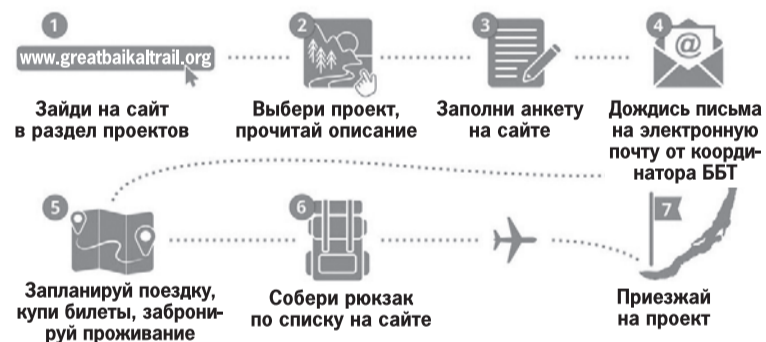 1
www.greatbaikaltrail.org
Зайди на сайт
в раздел проектов
2
Выбери проект,
прочитай описание
3
Заполни анкету
на сайте
4
@
Дождись письма
на электронную
почту от коорди-
натора ББТ
5
Запланируй поездку,
купи билеты, заброни-
руй проживание
6
Собери рюкзак
по списку на сайте
7
Приезжай
на проект